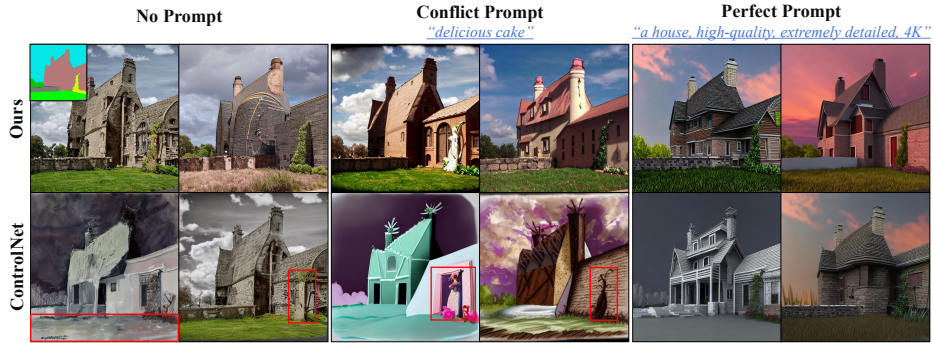 No Prompt
Conflict Prompt
"delicious cake"
Perfect Prompt
"a house, high-quality, extremely detailed, 4K"
Ours
ControlNet